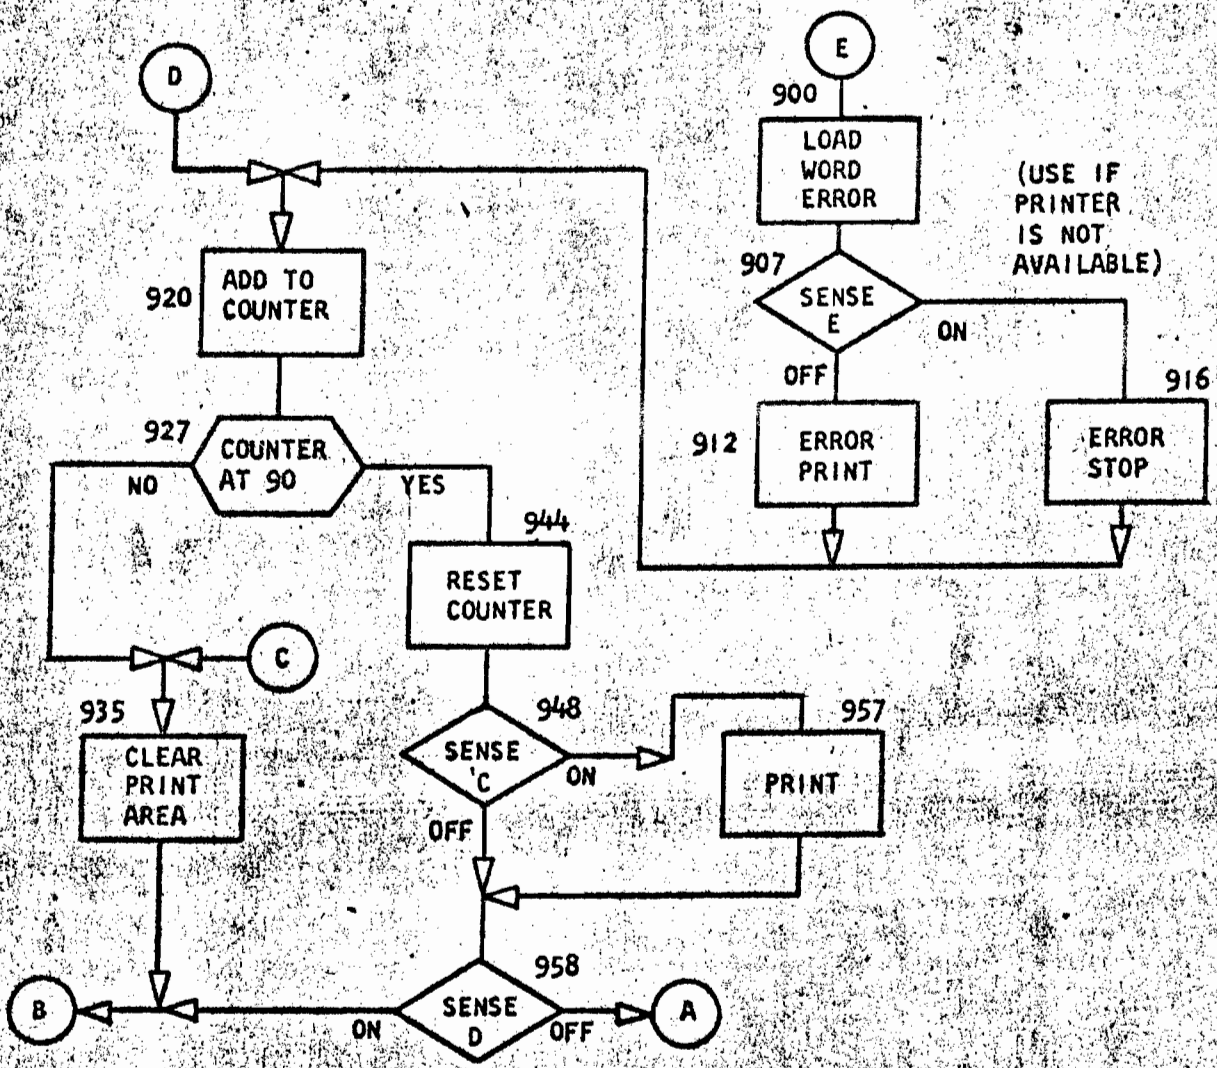 D
E
900
LOAD
WORD
ERROR
(USE IF
PRINTER
IS NOT
AVAILABLE)
907
SENSE
E
ON
OFF
916
912
ERROR
PRINT
ERROR
STOP
920
ADD TO
COUNTER
927
COUNTER
AT 90
NO
YES
944
RESET
COUNTER
C
935
CLEAR
PRINT
AREA
948
SENSE
'C
ON
OFF
957
PRINT
958
SENSE
D
ON
OFF
B
A